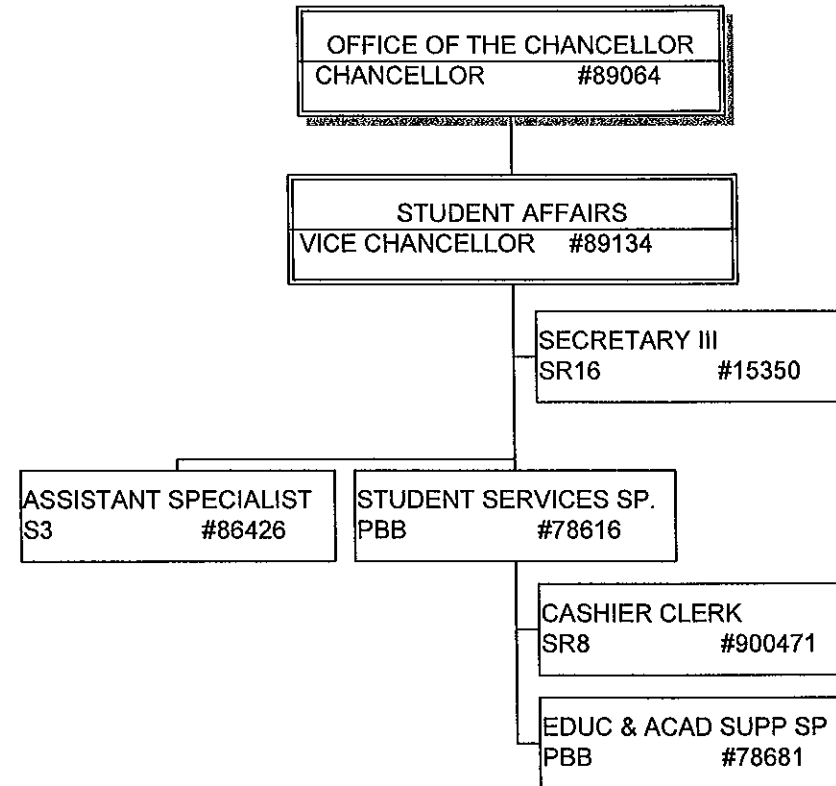 OFFICE OF THE CHANCELLOR
CHANCELLOR #89064
STUDENT AFFAIRS
VICE CHANCELLOR #89134
SECRETARY III
SR16 #15350
ASSISTANT SPECIALIST
S3 #86426
STUDENT SERVICES SP.
PBB #78616
CASHIER CLERK
SR8 #900471
EDUC & ACAD SUPP SP
PBB #78681